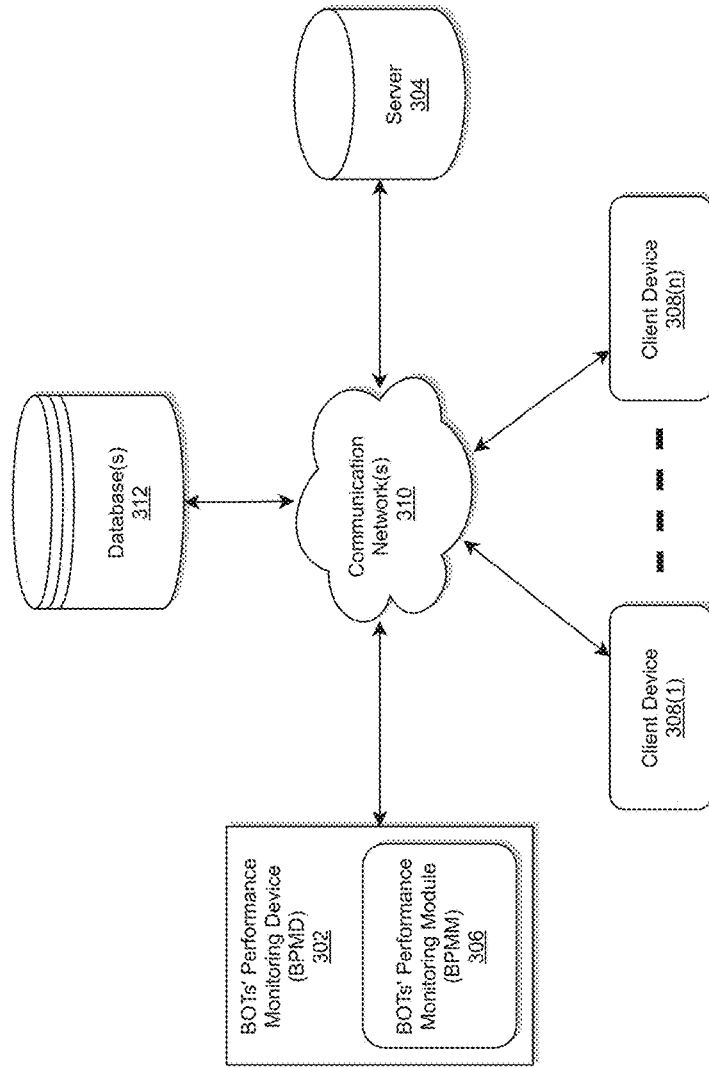 Database(s)
312
BOTs' Performance
Monitoring Device
(BPMD)
302
BOTs' Performance
Monitoring Module
(BPMM)
306
Communication
Network(s)
310
Server
304
Client Device
308(1)
Client Device
308(n)